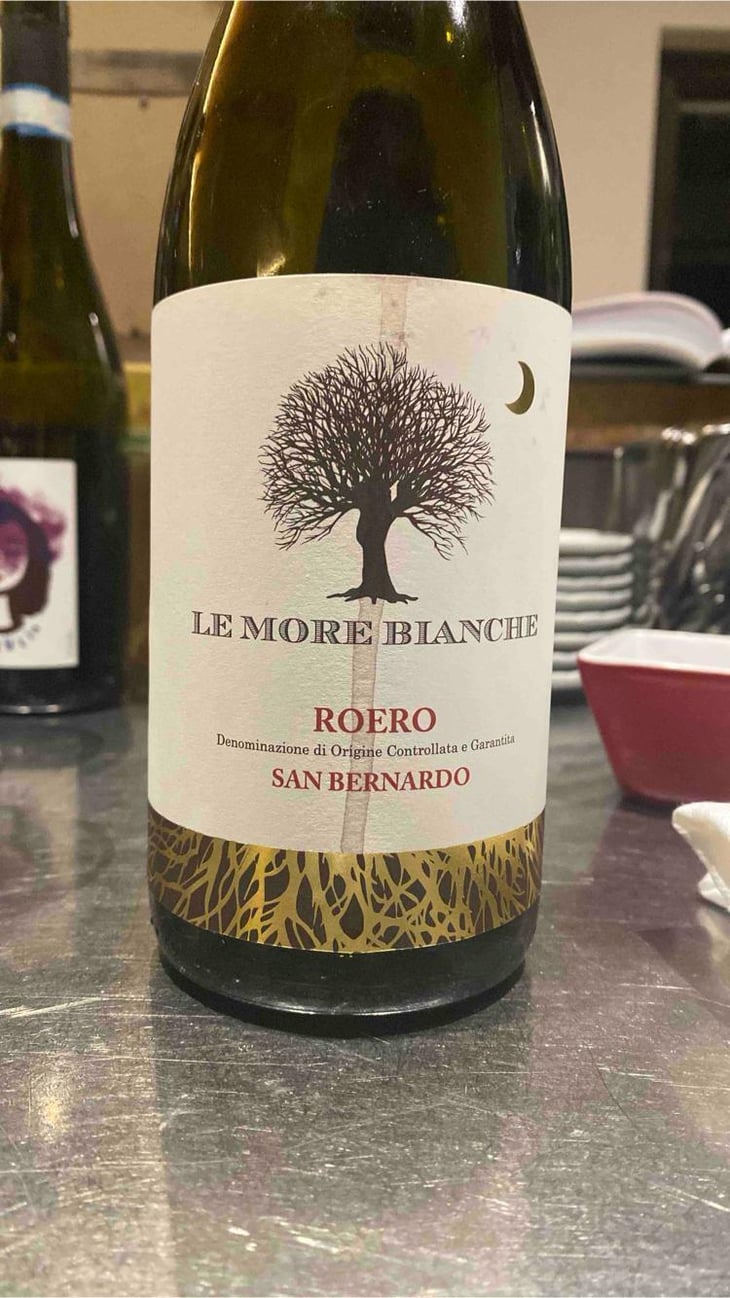 LE MORE BIANCHE
ROERO
Denominazione di Origine Controllata e Garantita
SAN BERNARDO